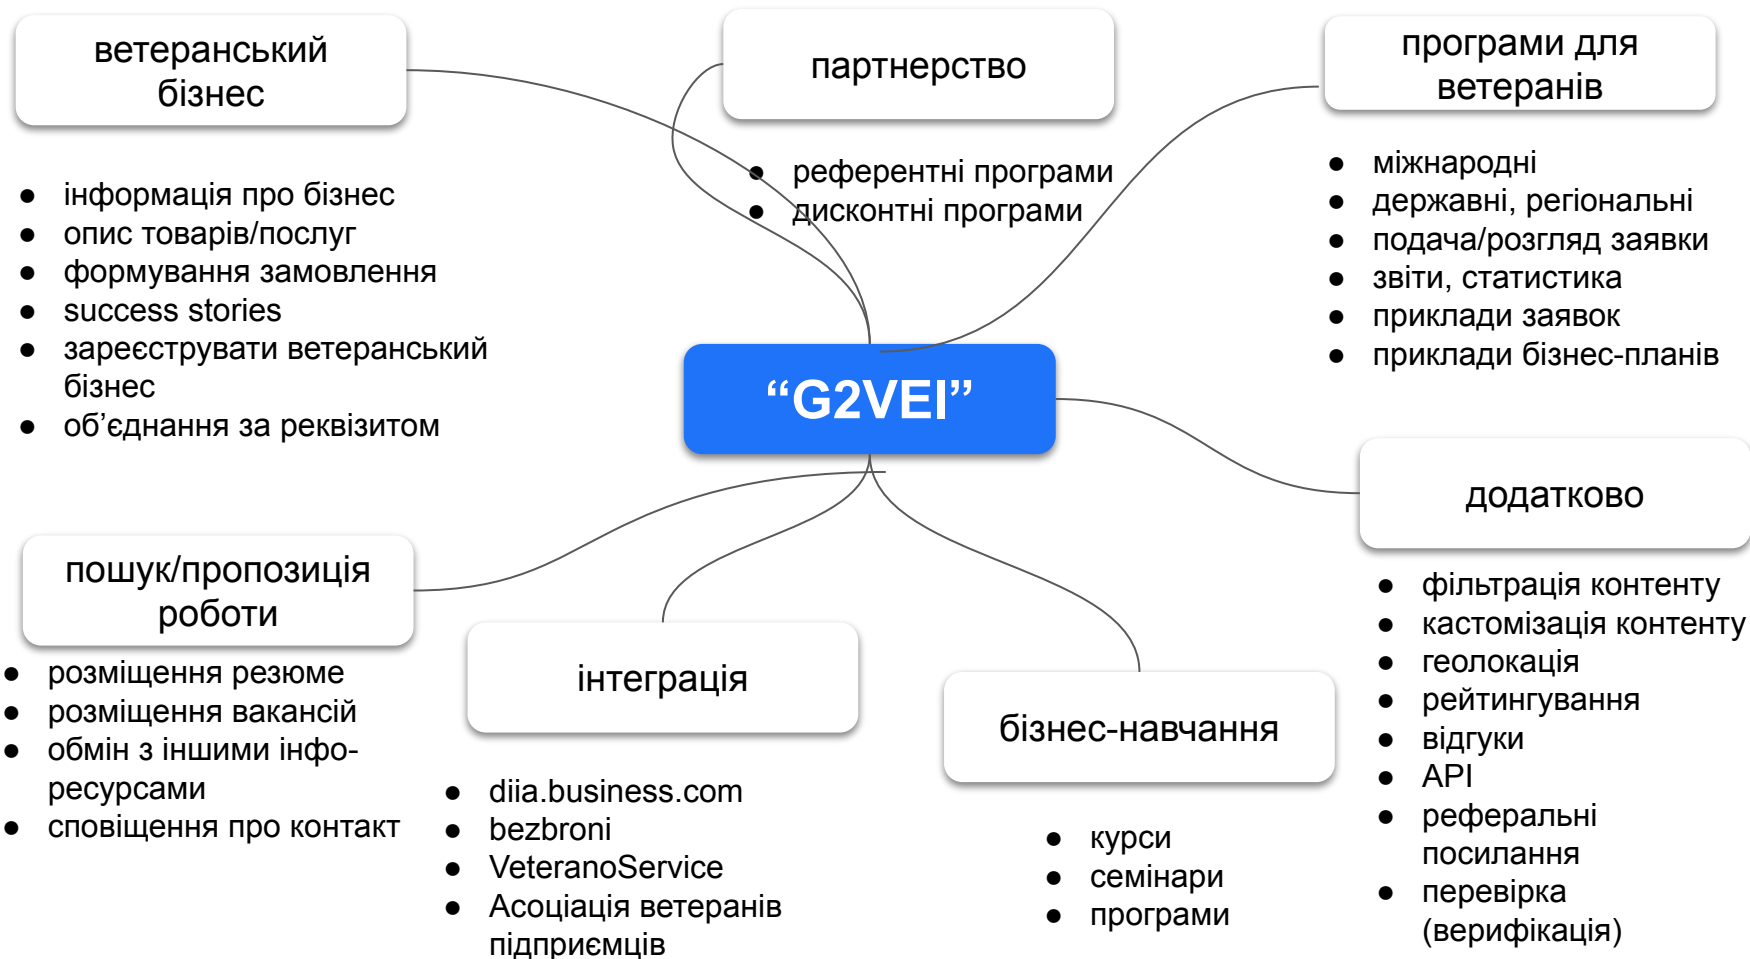 ветеранський
бізнес
● інформація про бізнес
● опис товарів/послуг
● формування замовлення
● success stories
● зареєструвати ветеранський
бізнес
● об’єднання за реквізитом
партнерство
● референтні програми
● дисконтні програми
програми для
ветеранів
● міжнародні
● державні, регіональні
● подача/розгляд заявки
● звіти, статистика
● приклади заявок
● приклади бізнес-планів
“G2VEI”
додатково
● фільтрація контенту
● кастомізація контенту
● геолокація
● рейтингування
● відгуки
● API
● реферальні
посилання
● перевірка
(верифікація)
пошук/пропозиція
роботи
● розміщення резюме
● розміщення вакансій
● обмін з іншими інфо-
ресурсами
● сповіщення про контакт
інтеграція
● diia.business.com
● bezbroni
● VeteranoService
● Асоціація ветеранів
підприємців
бізнес-навчання
● курси
● семінари
● програми